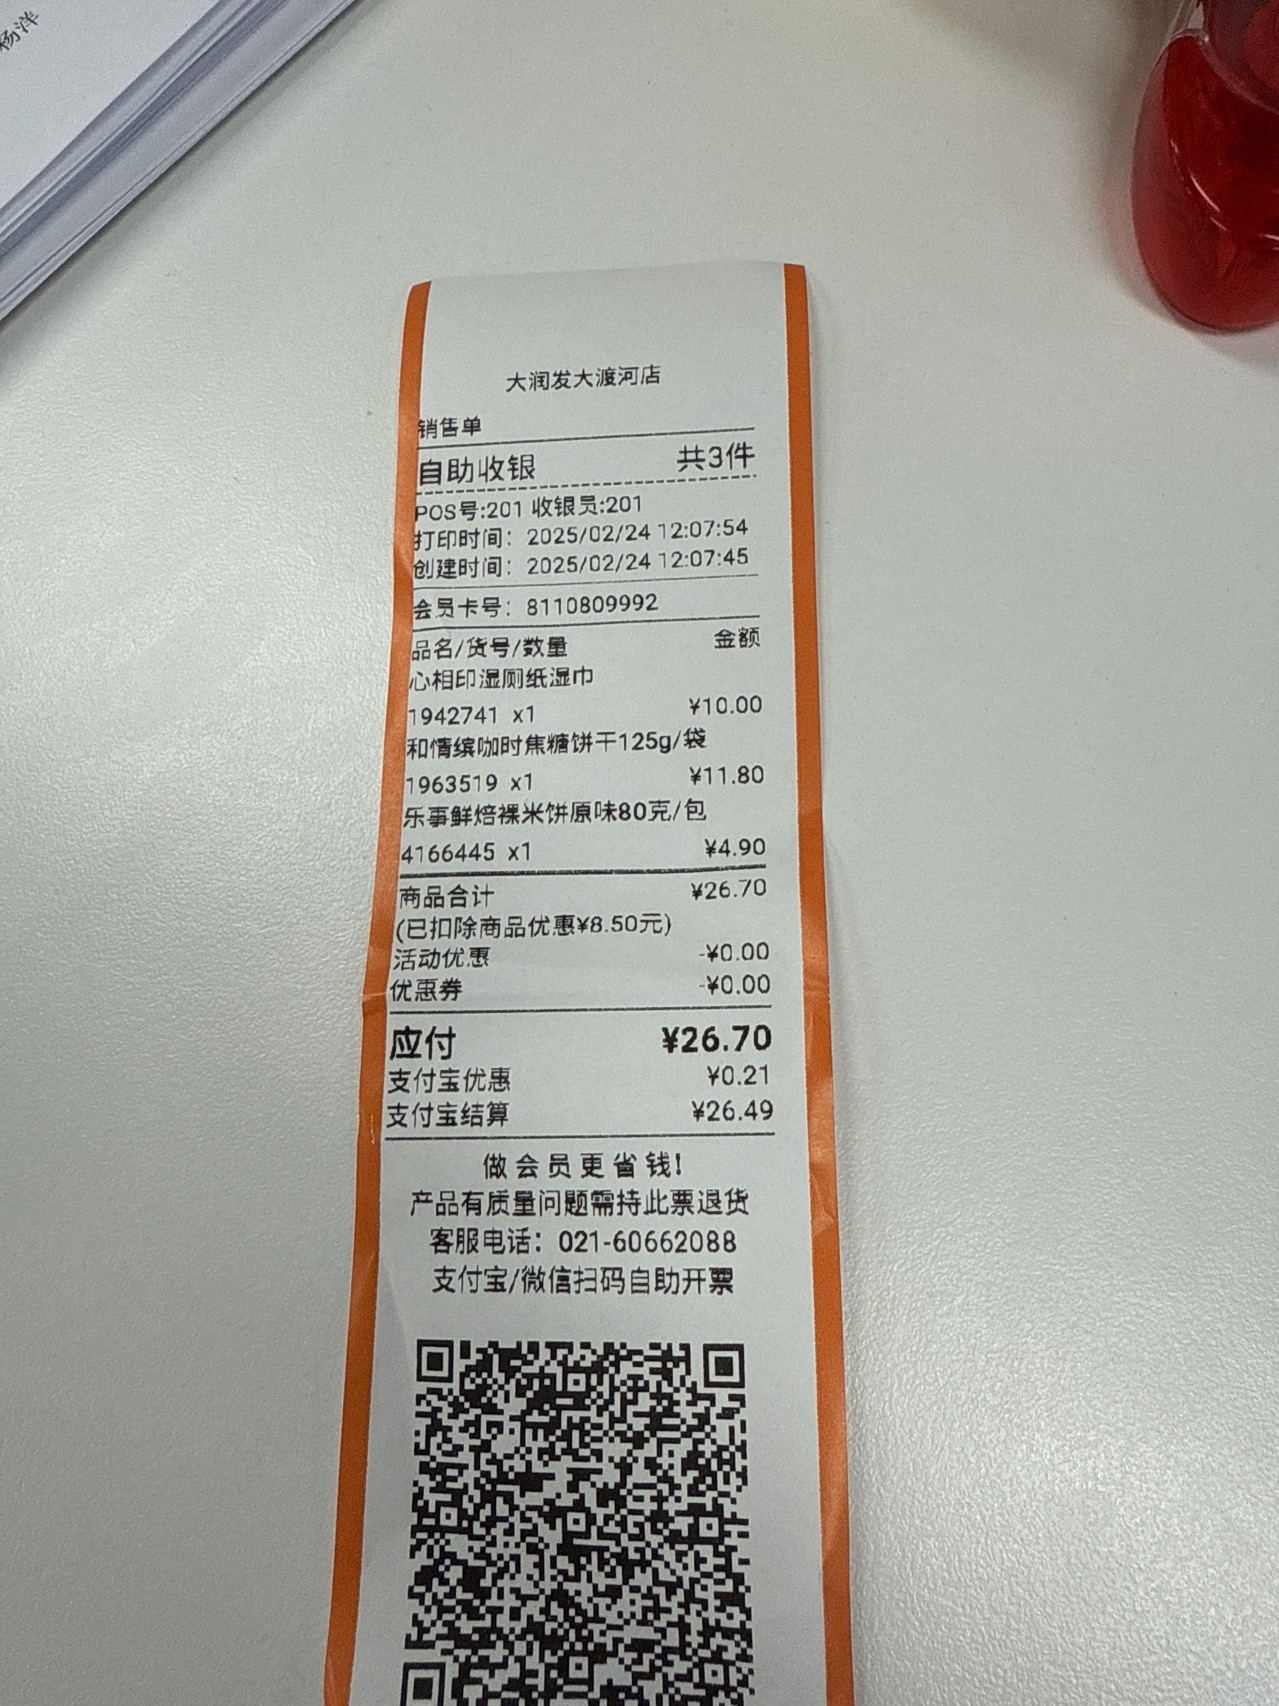 杨洋
大润发大渡河店
销售单
自助收银 共3件
POS号:201 收银员:201
打印时间: 2025/02/24 12:07:54
创建时间: 2025/02/24 12:07:45
会员卡号: 8110809992
品名/货号/数量 金额
心相印湿厕纸湿巾
1942741 x1 ¥10.00
和情缤咖时焦糖饼干125g/袋
1963519 x1 ¥11.80
乐事鲜焙裸米饼原味80克/包
4166445 x1 ¥4.90
商品合计 ¥26.70
(已扣除商品优惠¥8.50元)
活动优惠 -¥0.00
优惠券 -¥0.00
应付 ¥26.70
支付宝优惠 ¥0.21
支付宝结算 ¥26.49
做会员更省钱!
产品有质量问题需持此票退货
客服电话: 021-60662088
支付宝/微信扫码自助开票